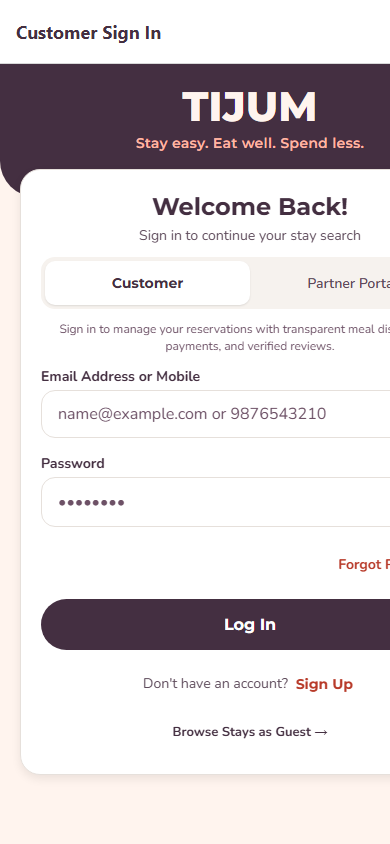 Customer Sign In
TIJUM
Stay easy. Eat well. Spend less.
Welcome Back!
Sign in to continue your stay search
Customer
Partner
Sign in to manage your reservations with transparent meal
payments, and verified reviews.
Email Address or Mobile
name@example.com or 9876543210
Password
Forgot
Log In
Don't have an account? Sign Up
Browse Stays as Guest →